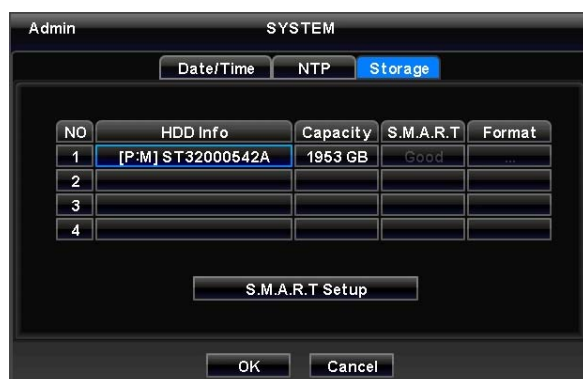 Admin SYSTEM
Date/Time NTP Storage
NO HDD Info Capacity S.M.A.R.T Format
1 [P:M] ST32000542A 1953 GB Good ...
2
3
4
S.M.A.R.T Setup
OK Cancel